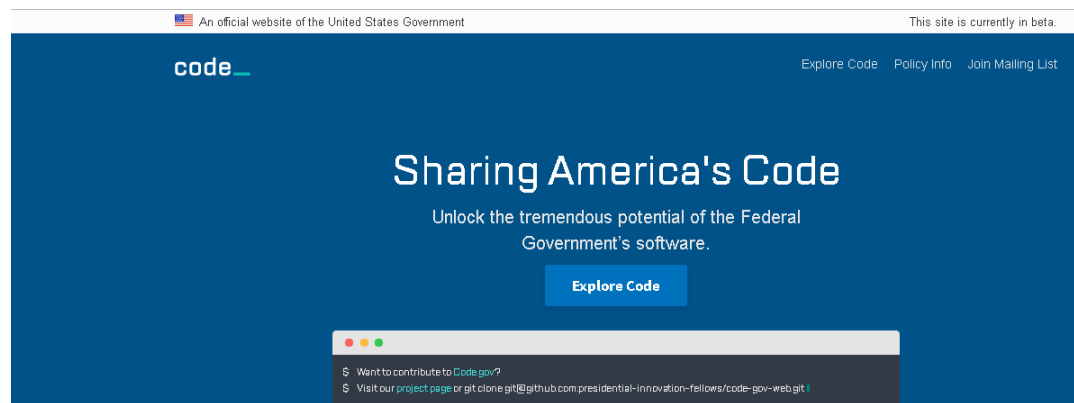 An official website of the United States Government
This site is currently in beta.
code_
Explore Code Policy Info Join Mailing List
Sharing America's Code
Unlock the tremendous potential of the Federal
Government's software.
Explore Code
$ Want to contribute to Code.gov?
$ Visit our project page or git clone git@github.com:presidential-innovation-fellows/code-gov-web.git